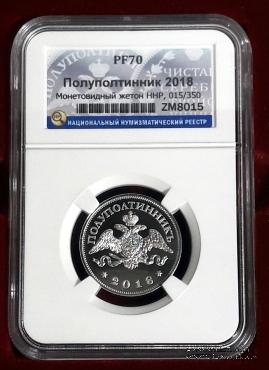 PF70
Полуполтинник 2018
Монетовидный жетон ННР, 015/350
ZM8015
НАЦИОНАЛЬНЫЙ НУМИЗМАТИЧЕСКИЙ РЕЕСТР
ПОЛУПОЛТИННИКЪ
2018